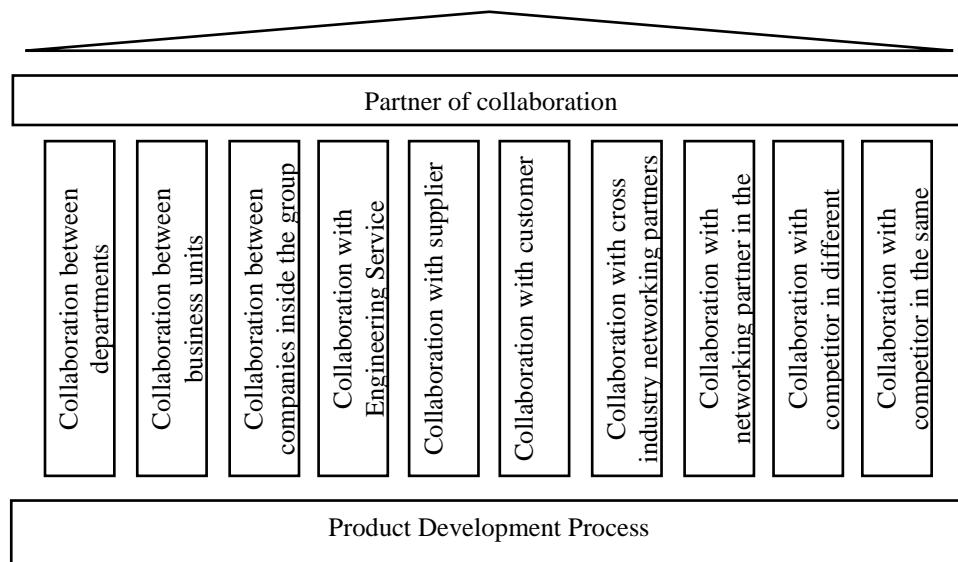 Partner of collaboration
Collaboration between
departments
Collaboration between
business units
Collaboration between
companies inside the group
Collaboration with
Engineering Service
Collaboration with supplier
Collaboration with customer
Collaboration with cross
industry networking partners
Collaboration with
networking partner in the
Collaboration with
competitor in different
Collaboration with
competitor in the same
Product Development Process